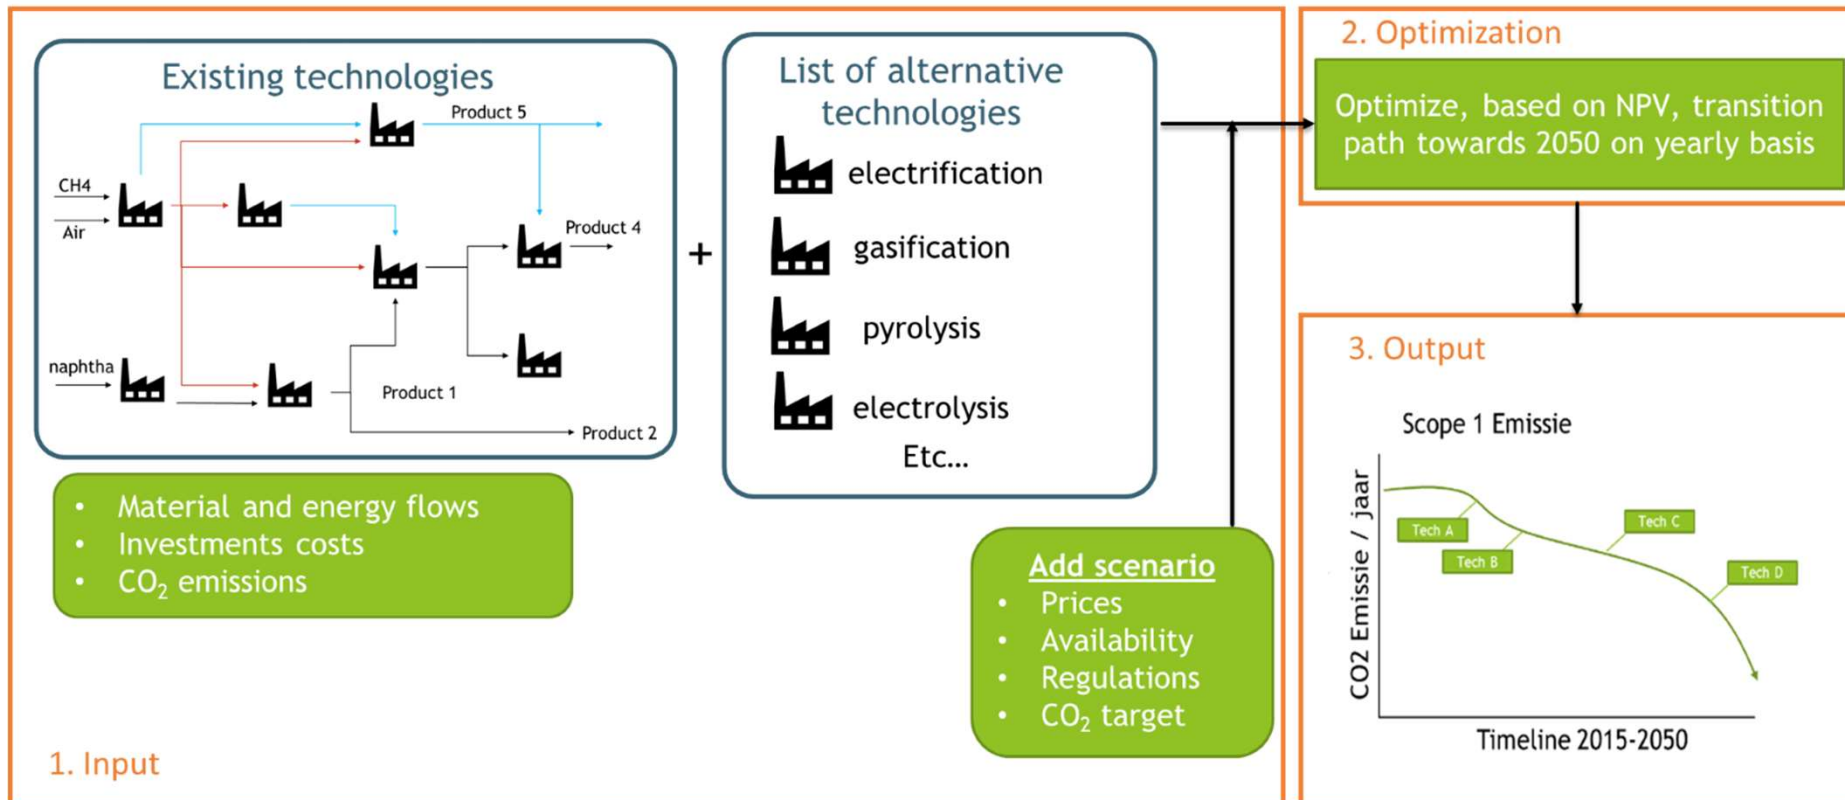 Existing technologies
Product 5
CH4
Air
Product 4
naphtha
Product 1
Product 2
• Material and energy flows
• Investments costs
• CO₂ emissions
+
List of alternative
technologies
electrification
gasification
pyrolysis
electrolysis
Etc...
Add scenario
• Prices
• Availability
• Regulations
• CO₂ target
1. Input
2. Optimization
Optimize, based on NPV, transition
path towards 2050 on yearly basis
3. Output
Scope 1 Emissie
CO2 Emissie / jaar
Tech A
Tech B
Tech C
Tech D
Timeline 2015-2050